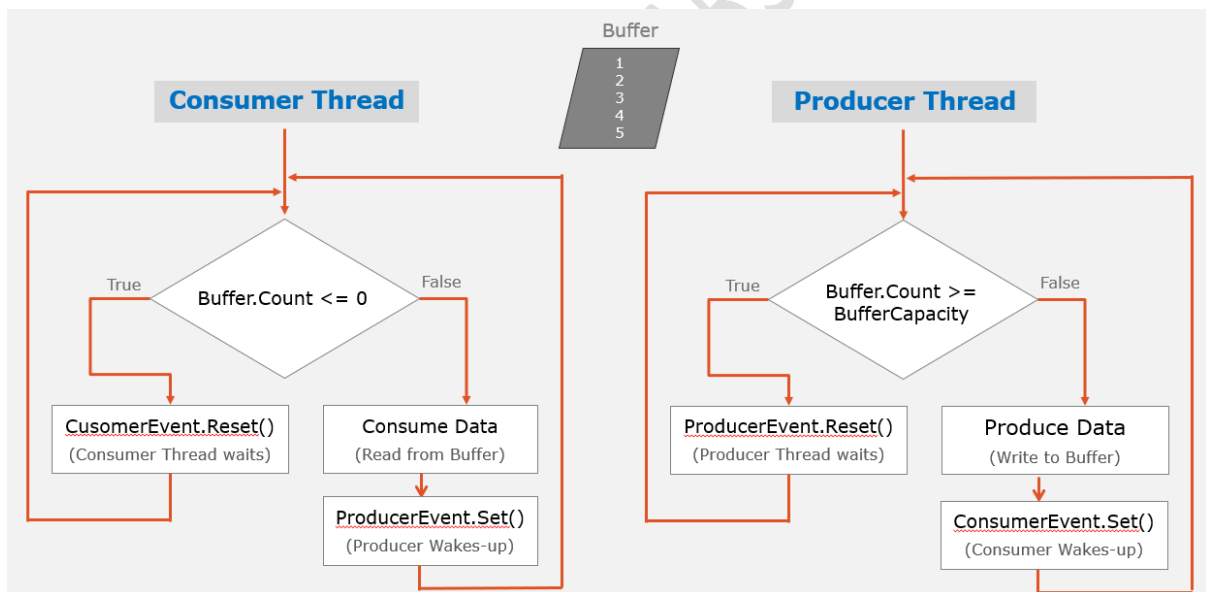 Buffer
1
2
3
4
5
Consumer Thread
Buffer.Count <= 0
True
False
CusomerEvent.Reset()
(Consumer Thread waits)
Consume Data
(Read from Buffer)
ProducerEvent.Set()
(Producer Wakes-up)
Producer Thread
Buffer.Count >=
BufferCapacity
True
False
ProducerEvent.Reset()
(Producer Thread waits)
Produce Data
(Write to Buffer)
ConsumerEvent.Set()
(Consumer Wakes-up)